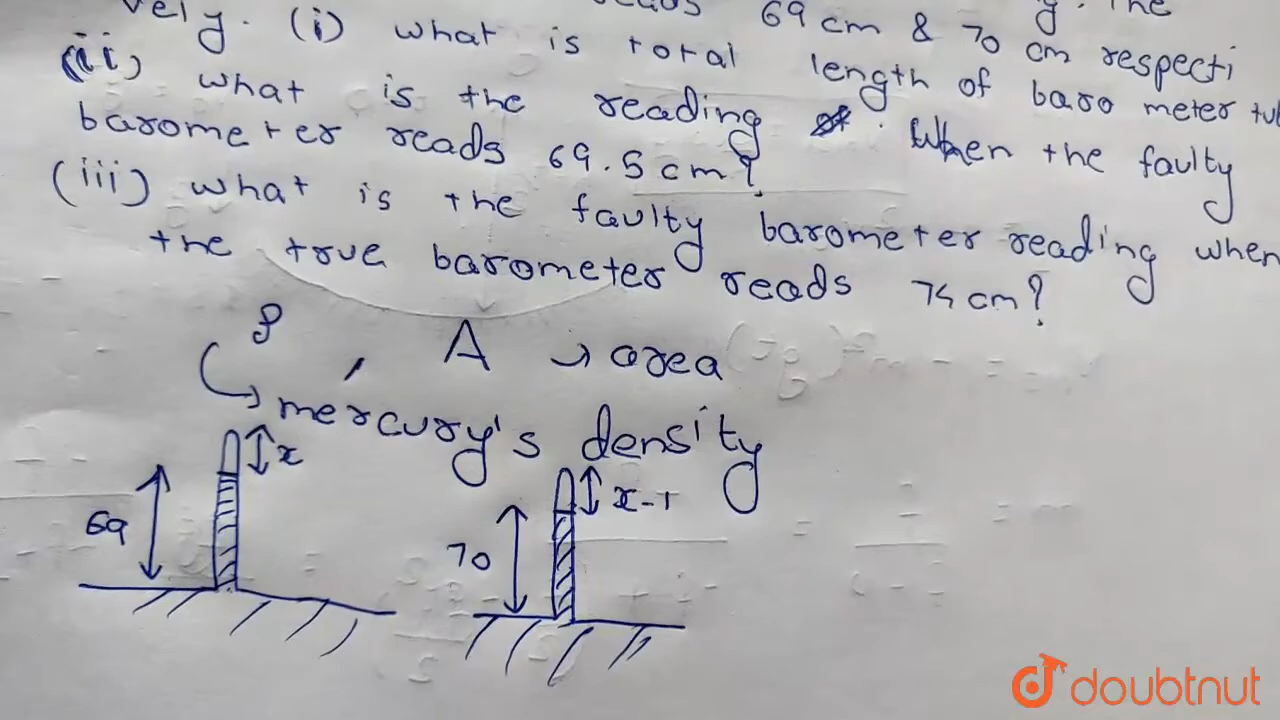 vely. (i) what is total length of baro meter
69 cm & 70 cm respecti
(ii) what is the reading . When the faulty
barometer reads 69.5 cm?
(iii) what is the faulty barometer reading when
the true barometer reads 74 cm?
ρ , A → area
mercury's density
x
69
x-1
70
doubtnut